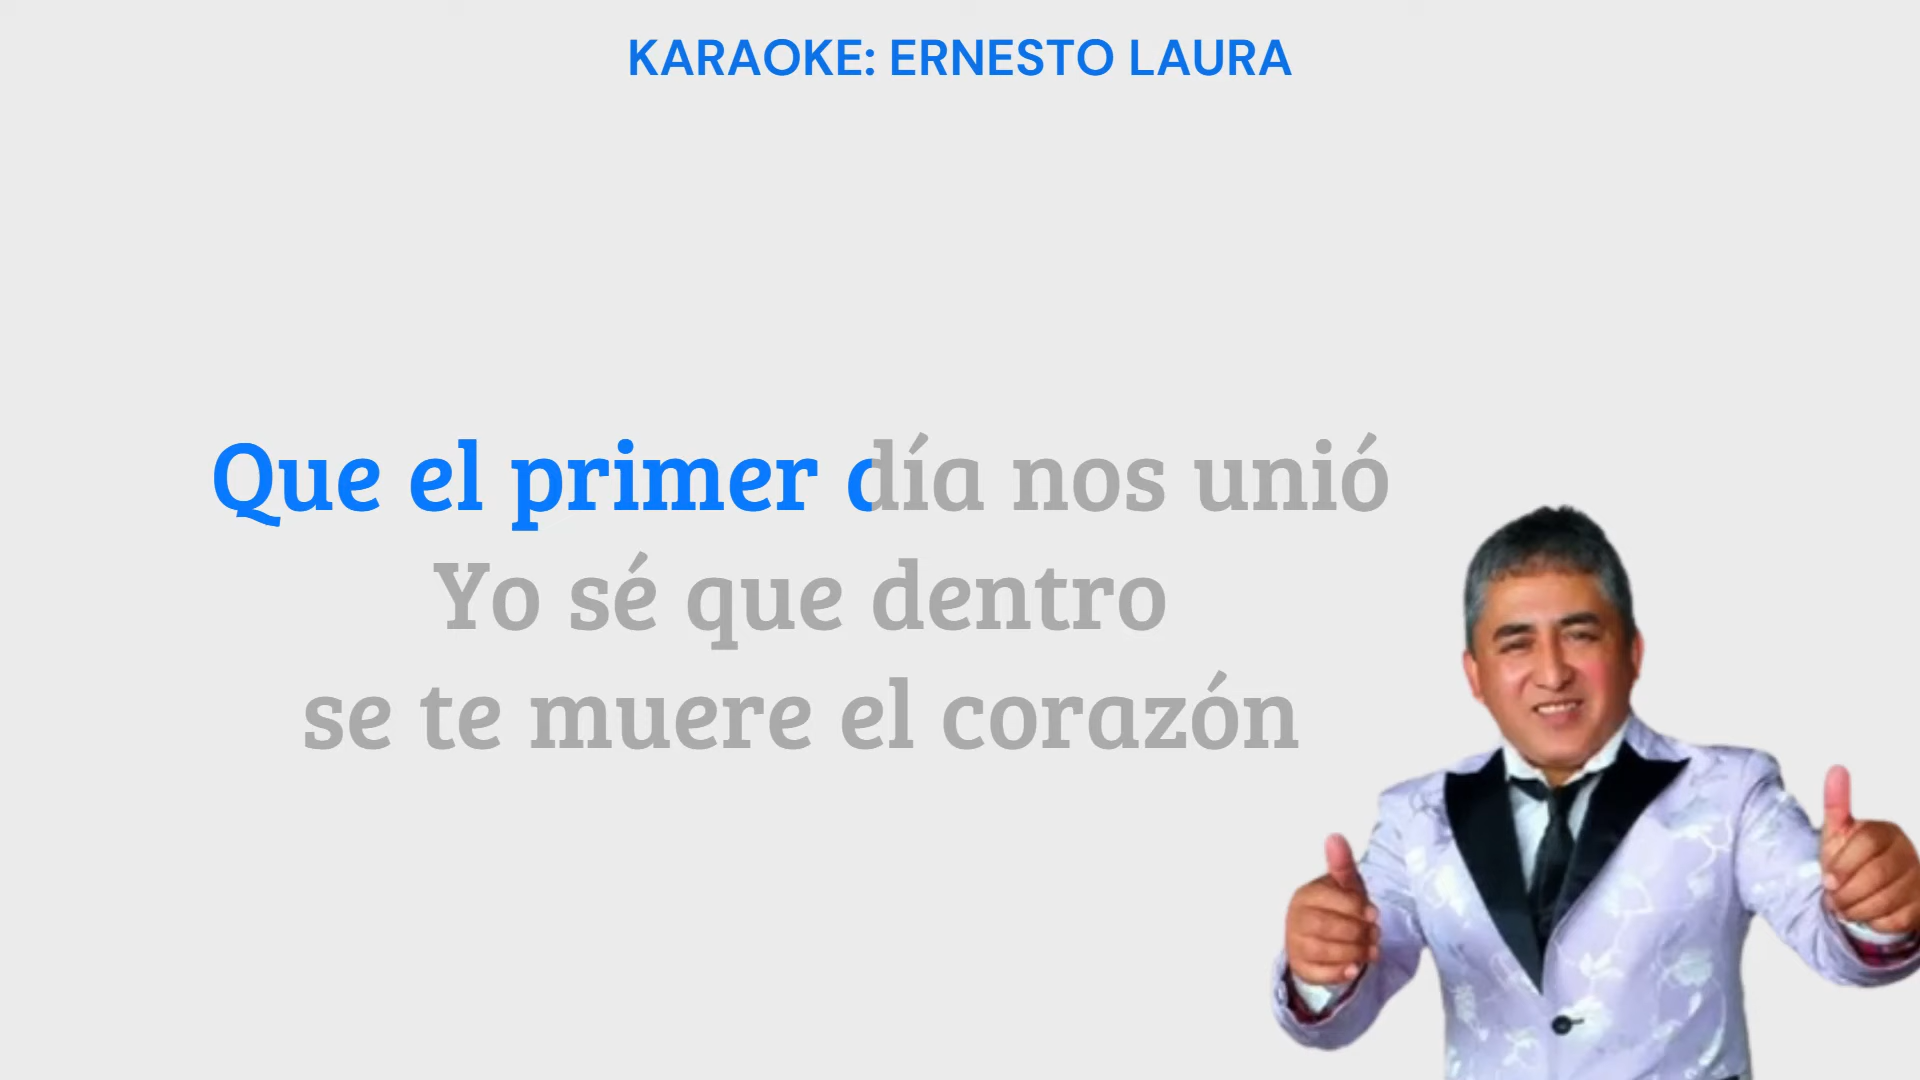 KARAOKE: ERNESTO LAURA
Que el primer día nos unió
Yo sé que dentro
se te muere el corazón